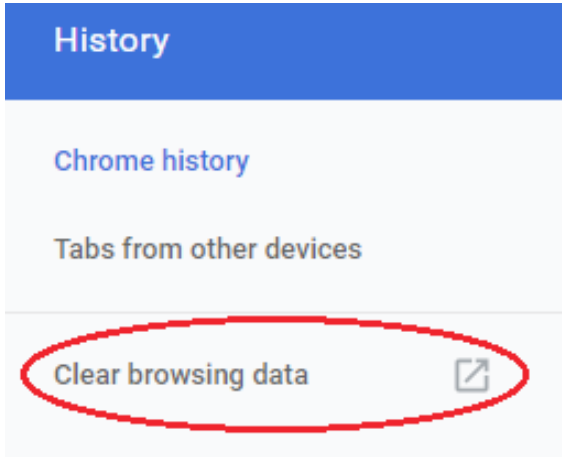 History
Chrome history
Tabs from other devices
Clear browsing data